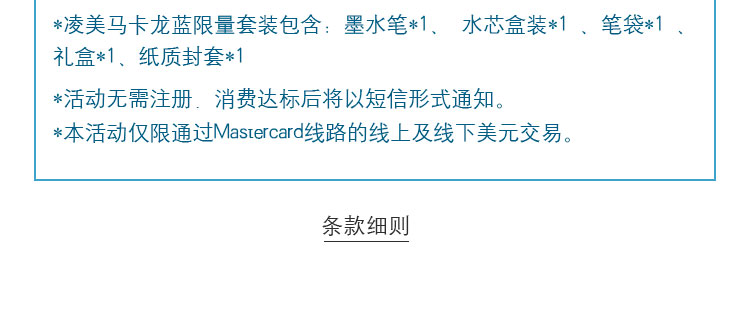 *凌美马卡龙蓝限量套装包含：墨水笔*1、 水芯盒装*1 、笔袋*1 、
礼盒*1、纸质封套*1
*活动无需注册，消费达标后将以短信形式通知。
*本活动仅限通过Mastercard线路的线上及线下美元交易。
条款细则